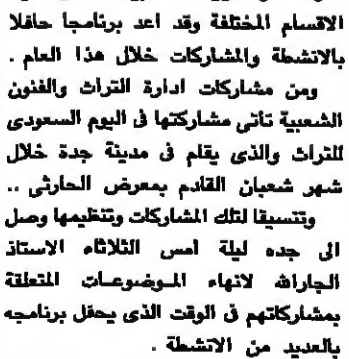 الاقسام المختلفة وقد اعد برنامجا حافلا
بالانشطة والمشاركات خلال هذا العام .
ومن مشاركات ادارة التراث والفنون
الشعبية تاتى مشاركتها فى اليوم السعودى
للتراث والذى يقام فى مدينة جدة خلال
شهر شعبان القادم بمعرض الحارثى ..
وتنسيقا لتلك المشاركات وتنظيمها وصل
الى جده ليلة امس الثلاثاء الاستاذ
الجارالله لانهاء الموضوعات المتعلقة
بمشاركاتهم فى الوقت الذى يحفل برنامجه
بالعديد من الانشطة .